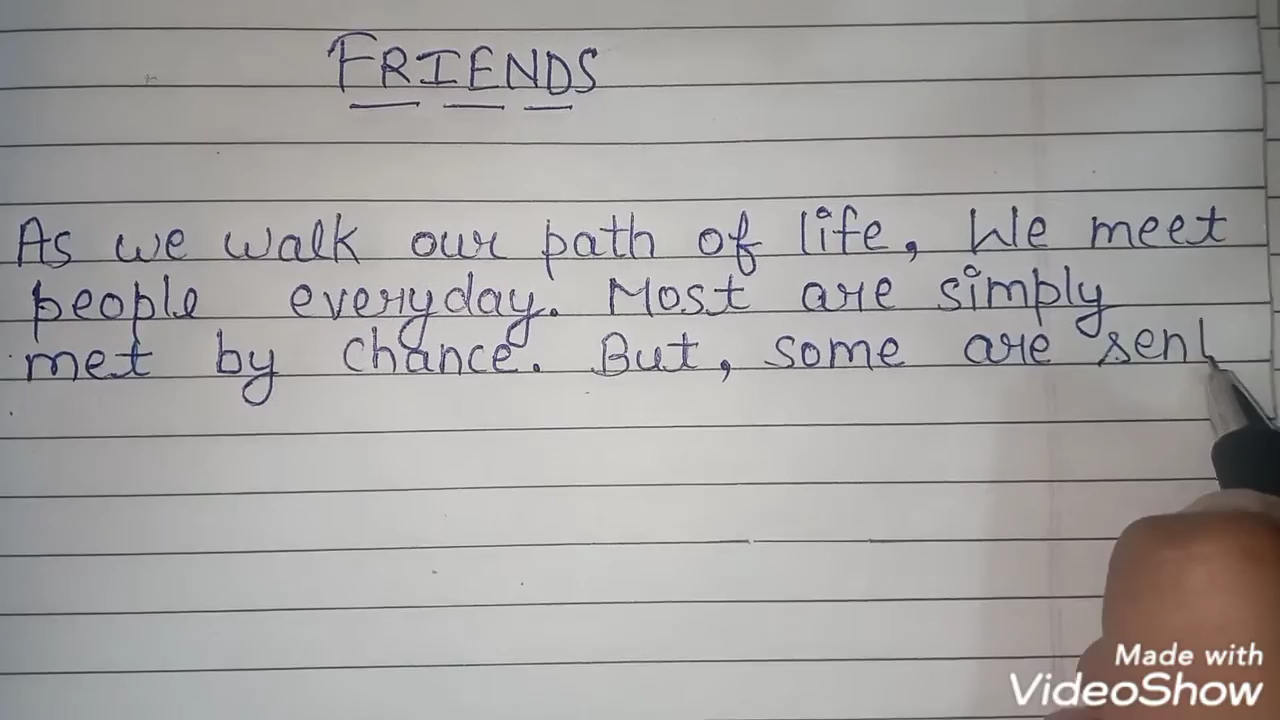 FRIENDS
As we walk our path of life, We meet
people everyday. Most are simply
met by chance. But, some are
Made with
VideoShow